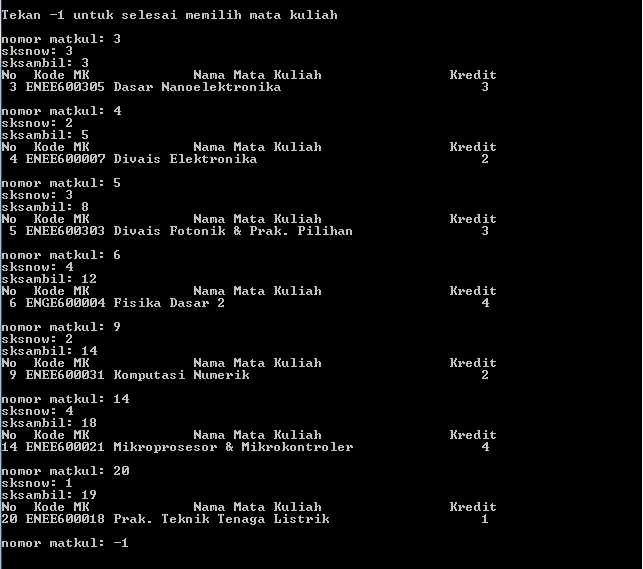 Tekan -1 untuk selesai memilih mata kuliah
nomor matkul: 3
sksnow: 3
sksambil: 3
No Kode MK Nama Mata Kuliah Kredit
3 ENEE600305 Dasar Nanoelektronika 3
nomor matkul: 4
sksnow: 2
sksambil: 5
No Kode MK Nama Mata Kuliah Kredit
4 ENEE600007 Divais Elektronika 2
nomor matkul: 5
sksnow: 3
sksambil: 8
No Kode MK Nama Mata Kuliah Kredit
5 ENEE600303 Divais Fotonik & Prak. Pilihan 3
nomor matkul: 6
sksnow: 4
sksambil: 12
No Kode MK Nama Mata Kuliah Kredit
6 ENGE600004 Fisika Dasar 2 4
nomor matkul: 9
sksnow: 2
sksambil: 14
No Kode MK Nama Mata Kuliah Kredit
9 ENEE600031 Komputasi Numerik 2
nomor matkul: 14
sksnow: 4
sksambil: 18
No Kode MK Nama Mata Kuliah Kredit
14 ENEE600021 Mikroprosesor & Mikrokontroler 4
nomor matkul: 20
sksnow: 1
sksambil: 19
No Kode MK Nama Mata Kuliah Kredit
20 ENEE600018 Prak. Teknik Tenaga Listrik 1
nomor matkul: -1